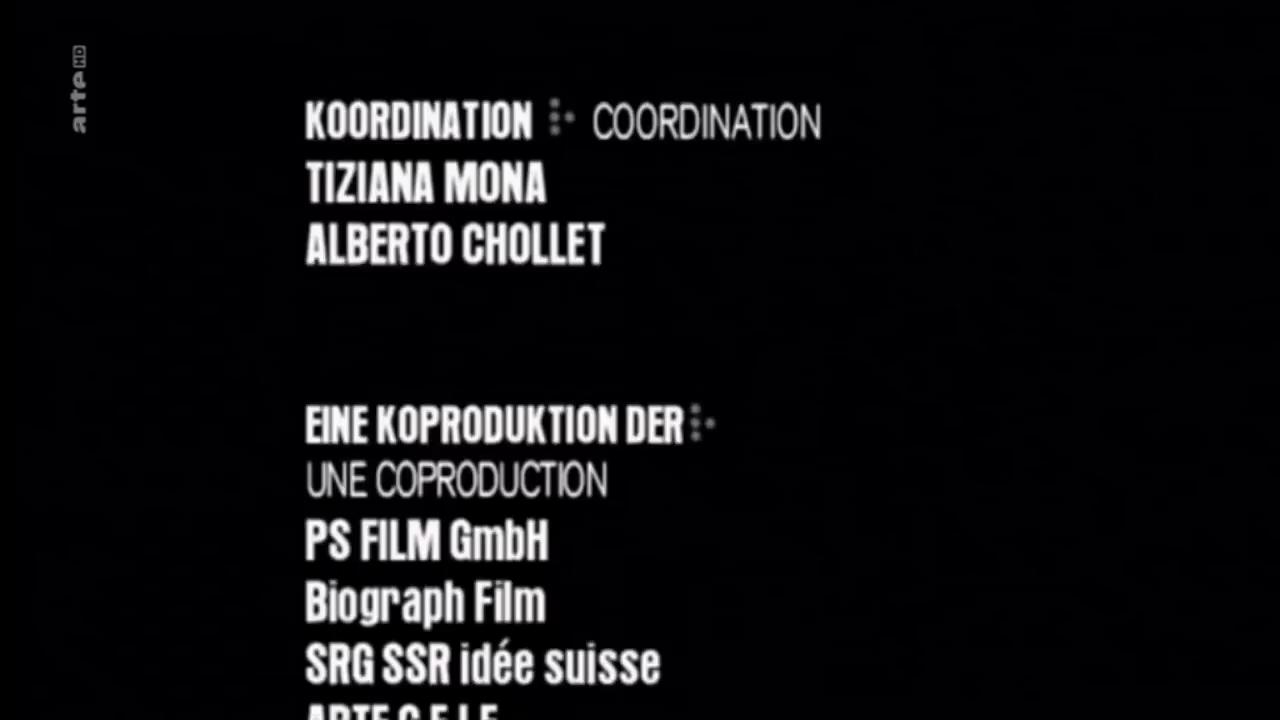 arte HD
KOORDINATION COORDINATION
TIZIANA MONA
ALBERTO CHOLLET
EINE KOPRODUKTION DER
UNE COPRODUCTION
PS FILM GmbH
Biograph Film
SRG SSR idée suisse
ARTE G.E.I.E.